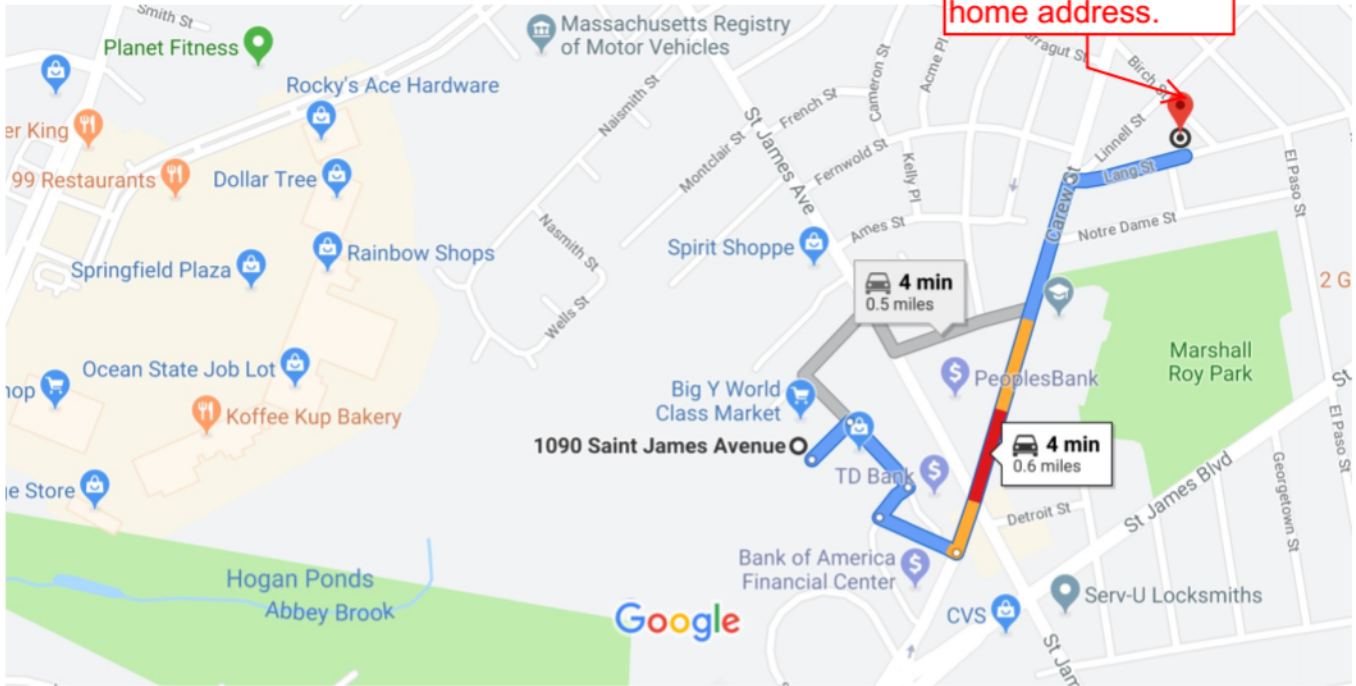 home address.
Smith St
Planet Fitness
Massachusetts Registry
of Motor Vehicles
Rocky's Ace Hardware
er King
99 Restaurants
Dollar Tree
Naismith St
St James Ave
French St
Montclair St
Cameron St
Acme Pl
Fernwold St
Kelly Pl
rragut St
Birch St
Linnell St
Lang St
Carew St
El Paso St
Notre Dame St
Ames St
Springfield Plaza
Rainbow Shops
Nasmith St
Spirit Shoppe
Wells St
4 min
0.5 miles
2 G
Marshall
Roy Park
Ocean State Job Lot
hop
Koffee Kup Bakery
Big Y World
Class Market
PeoplesBank
St
El Paso St
1090 Saint James Avenue
4 min
0.6 miles
TD Bank
ge Store
Detroit St
St James Blvd
Georgetown St
Bank of America
Financial Center
Hogan Ponds
Abbey Brook
Google
CVS
Serv-U Locksmiths
St Jam